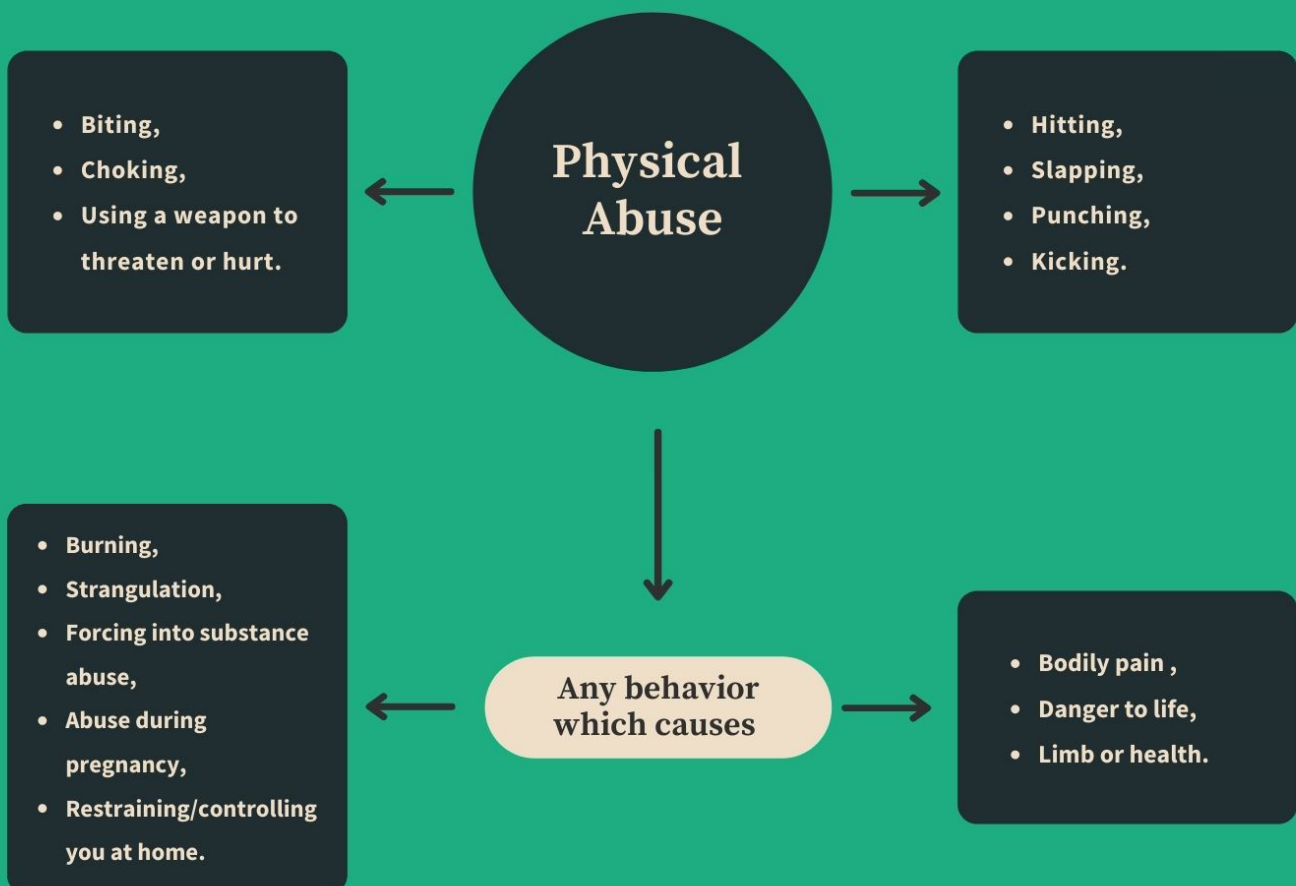 Physical
Abuse
• Biting,
• Choking,
• Using a weapon to
threaten or hurt.
• Hitting,
• Slapping,
• Punching,
• Kicking.
Any behavior
which causes
• Burning,
• Strangulation,
• Forcing into substance
abuse,
• Abuse during
pregnancy,
• Restraining/controlling
you at home.
• Bodily pain ,
• Danger to life,
• Limb or health.